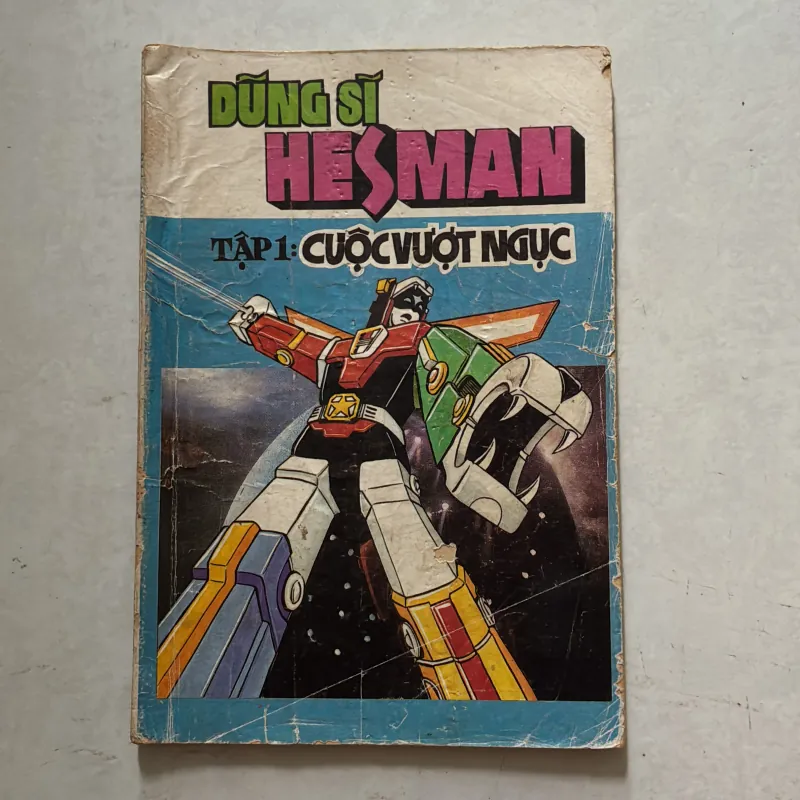 DŨNG SĨ
HESMAN
TẬP 1: CUỘC VƯỢT NGỤC